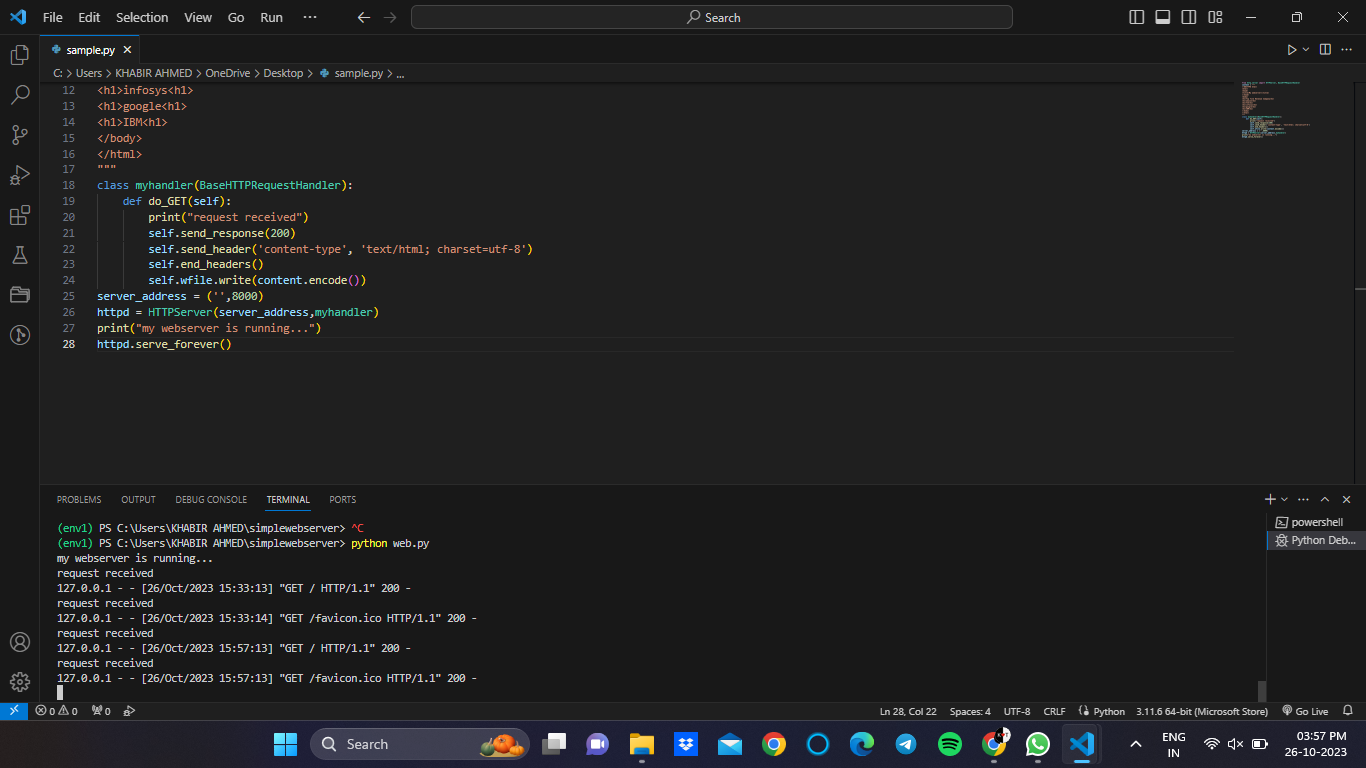 File Edit Selection View Go Run ··· Search
sample.py
C: > Users > KHABIR AHMED > OneDrive > Desktop > sample.py > ...
12 <h1>infosys<h1>
13 <h1>google<h1>
14 <h1>IBM<h1>
15 </body>
16 </html>
17 """
18 class myhandler(BaseHTTPRequestHandler):
19 def do_GET(self):
20 print("request received")
21 self.send_response(200)
22 self.send_header('content-type', 'text/html; charset=utf-8')
23 self.end_headers()
24 self.wfile.write(content.encode())
25 server_address = ('',8000)
26 httpd = HTTPServer(server_address,myhandler)
27 print("my webserver is running...")
28 httpd.serve_forever()
PROBLEMS OUTPUT DEBUG CONSOLE TERMINAL PORTS
(env1) PS C:\Users\KHABIR AHMED\simplewebserver> ^C
(env1) PS C:\Users\KHABIR AHMED\simplewebserver> python web.py
my webserver is running...
request received
127.0.0.1 - - [26/Oct/2023 15:33:13] "GET / HTTP/1.1" 200 -
request received
127.0.0.1 - - [26/Oct/2023 15:33:14] "GET /favicon.ico HTTP/1.1" 200 -
request received
127.0.0.1 - - [26/Oct/2023 15:57:13] "GET / HTTP/1.1" 200 -
request received
127.0.0.1 - - [26/Oct/2023 15:57:13] "GET /favicon.ico HTTP/1.1" 200 -
powershell
Python Deb...
0 0 0 Ln 28, Col 22 Spaces: 4 UTF-8 CRLF Python 3.11.6 64-bit (Microsoft Store) Go Live
Search
ENG
IN
03:57 PM
26-10-2023